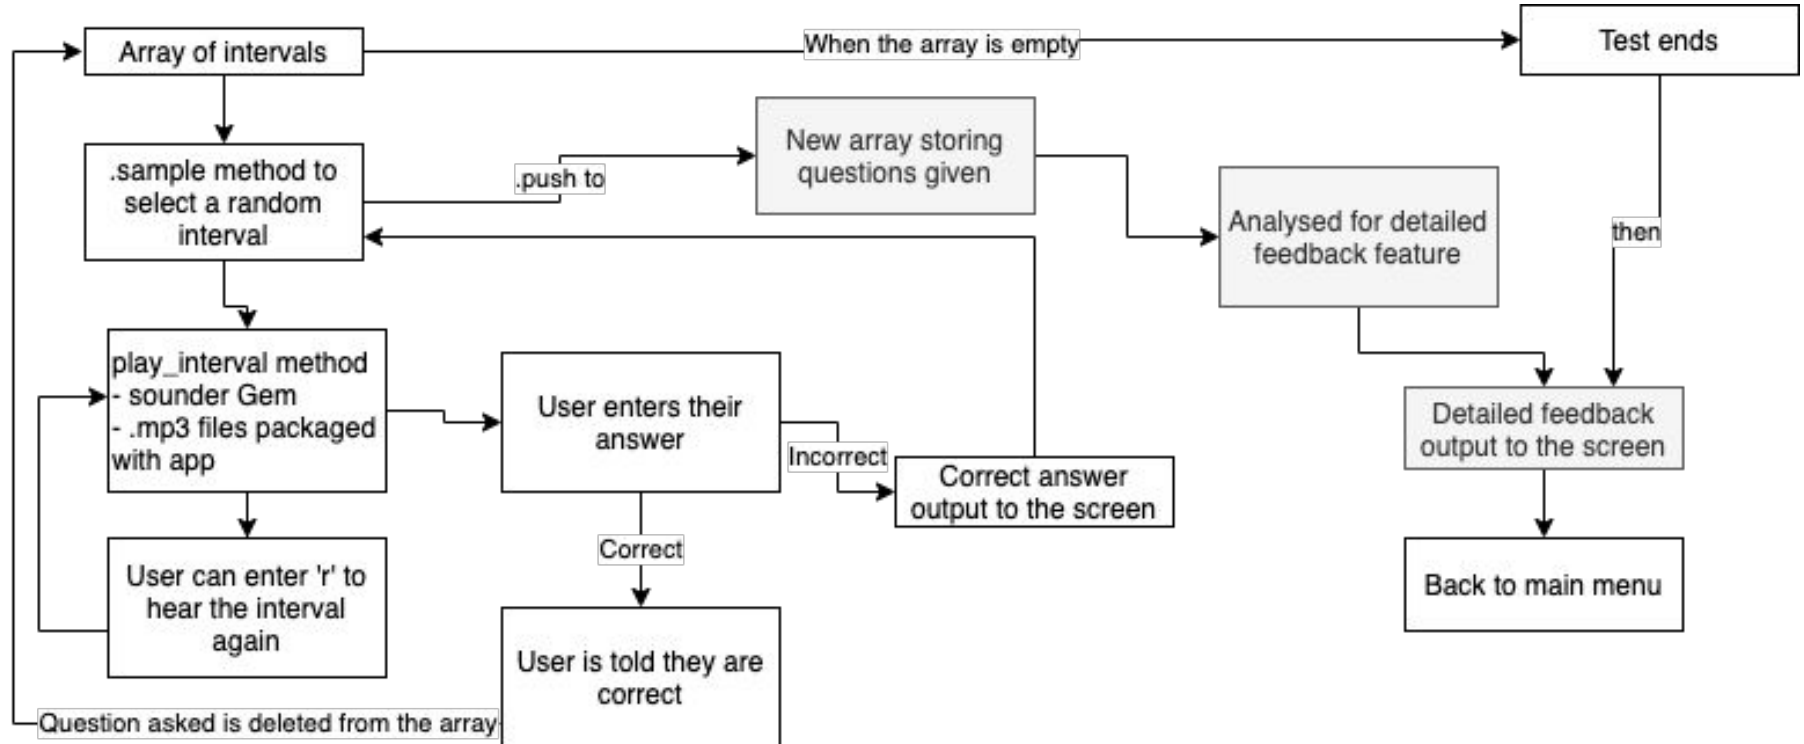 Array of intervals
When the array is empty
Test ends
.sample method to
select a random
interval
.push to
New array storing
questions given
Analysed for detailed
feedback feature
then
play_interval method
- sounder Gem
- .mp3 files packaged
with app
User enters their
answer
Incorrect
Correct answer
output to the screen
Detailed feedback
output to the screen
Correct
User can enter 'r' to
hear the interval
again
Back to main menu
User is told they are
correct
Question asked is deleted from the array